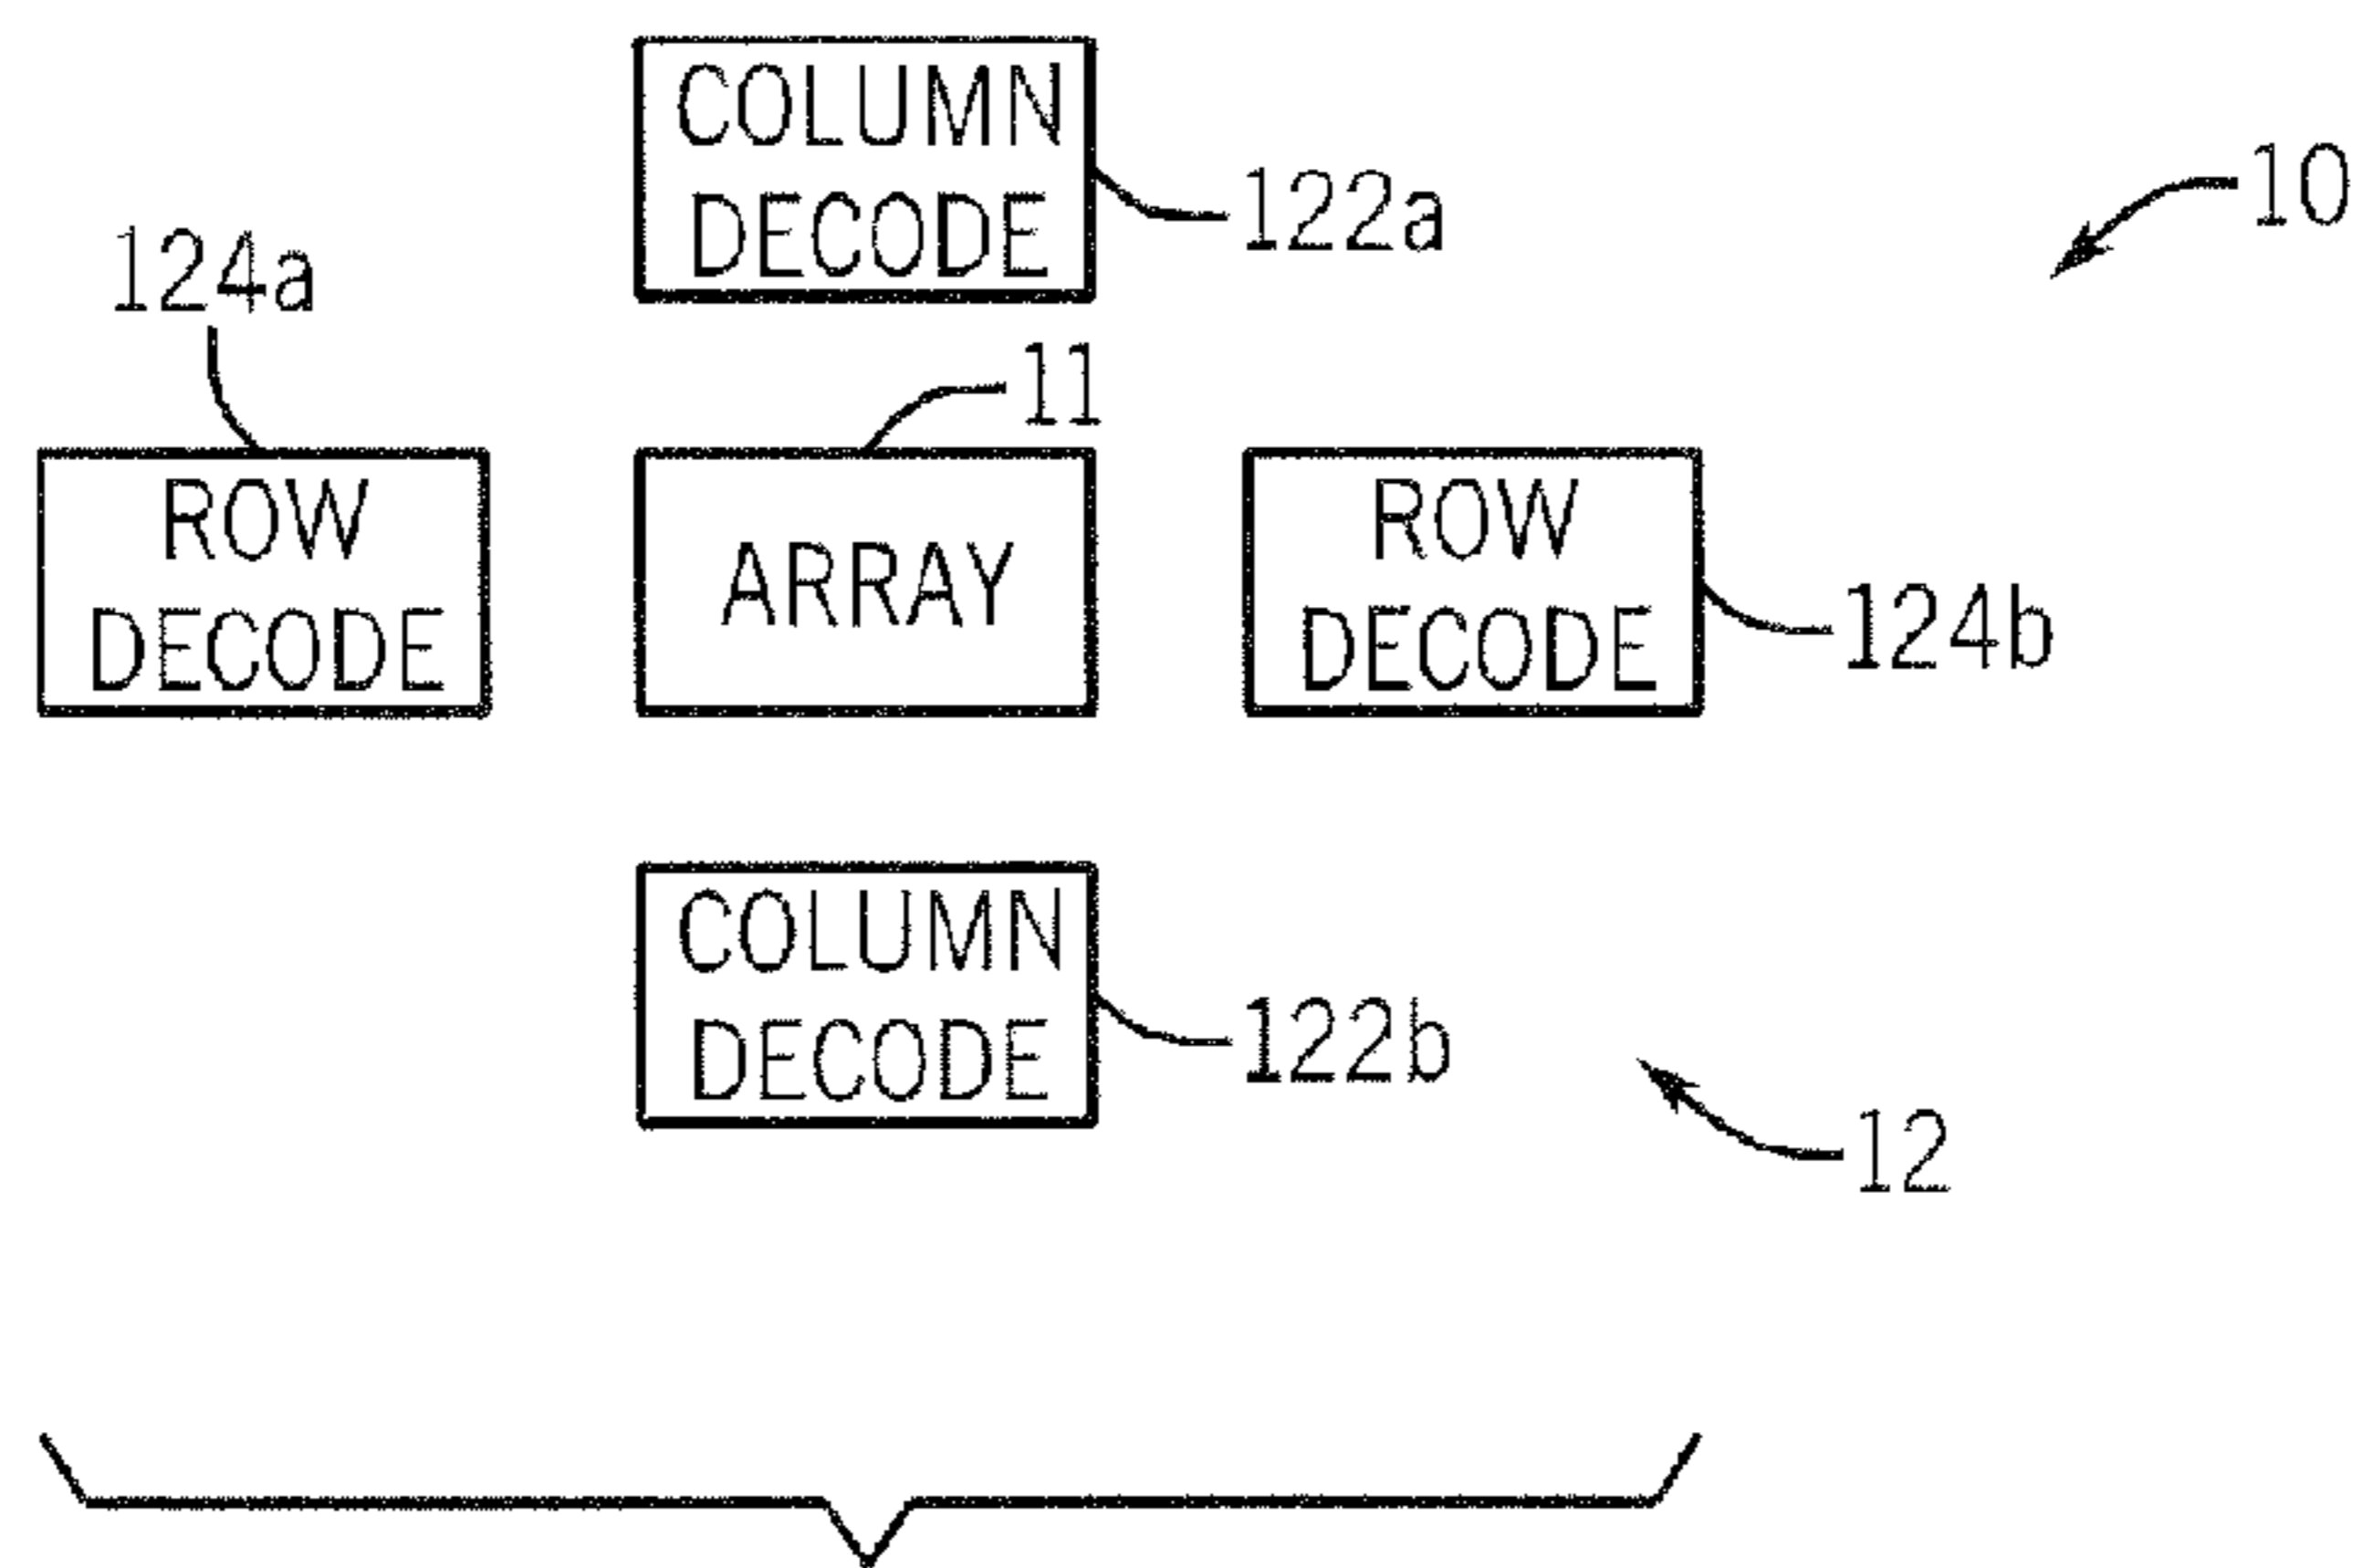 COLUMN
DECODE
122a
10
124a
11
ROW
DECODE
ARRAY
ROW
DECODE
124b
COLUMN
DECODE
122b
12